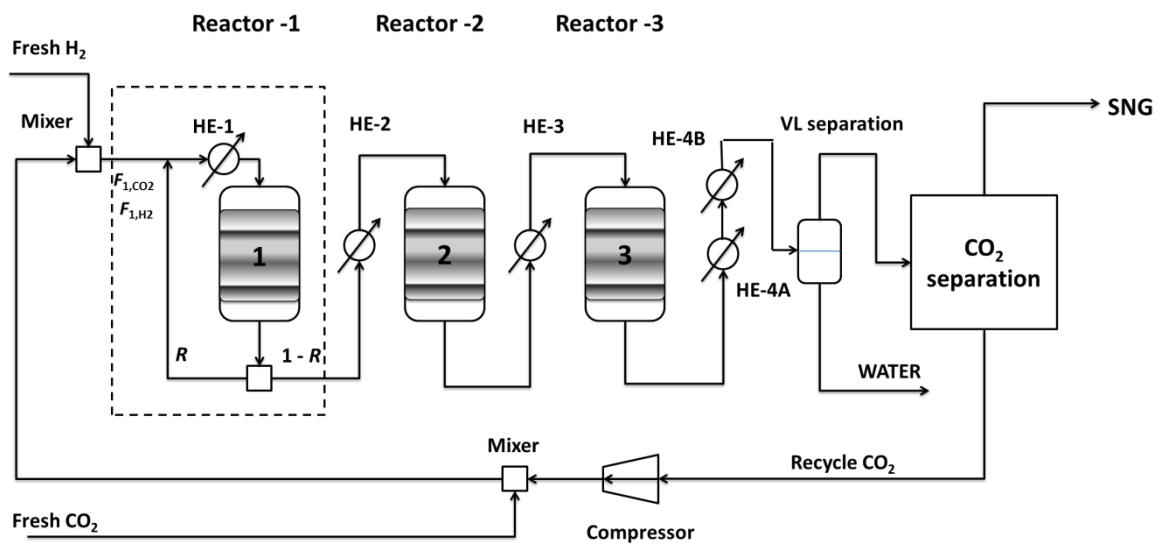 Reactor -1
Reactor -2
Reactor -3
Fresh H₂
SNG
Mixer
HE-1
HE-2
HE-3
HE-4B
VL separation
F₁,CO2
F₁,H2
1
2
3
CO₂
separation
HE-4A
R
1 - R
WATER
Mixer
Recycle CO₂
Fresh CO₂
Compressor